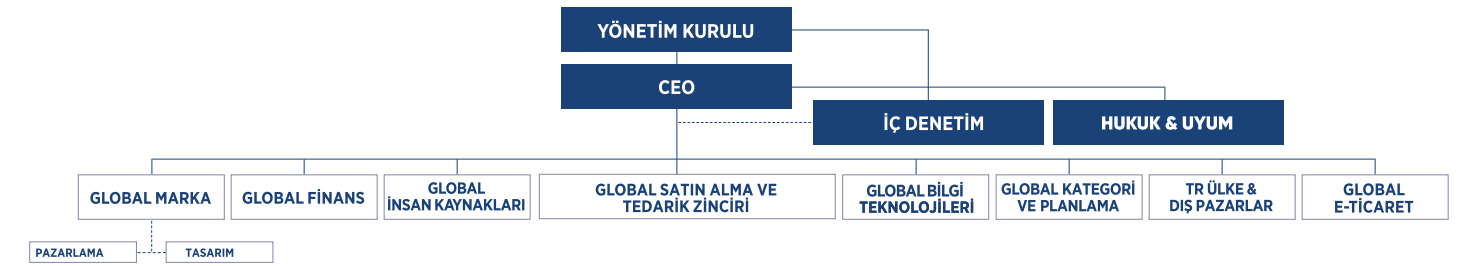 YÖNETİM KURULU
CEO
İÇ DENETİM
HUKUK & UYUM
GLOBAL MARKA
GLOBAL FİNANS
GLOBAL
İNSAN KAYNAKLARI
GLOBAL SATIN ALMA VE
TEDARİK ZİNCİRİ
GLOBAL BİLGİ
TEKNOLOJİLERİ
GLOBAL KATEGORİ
VE PLANLAMA
TR ÜLKE &
DIŞ PAZARLAR
GLOBAL
E-TİCARET
PAZARLAMA
TASARIM